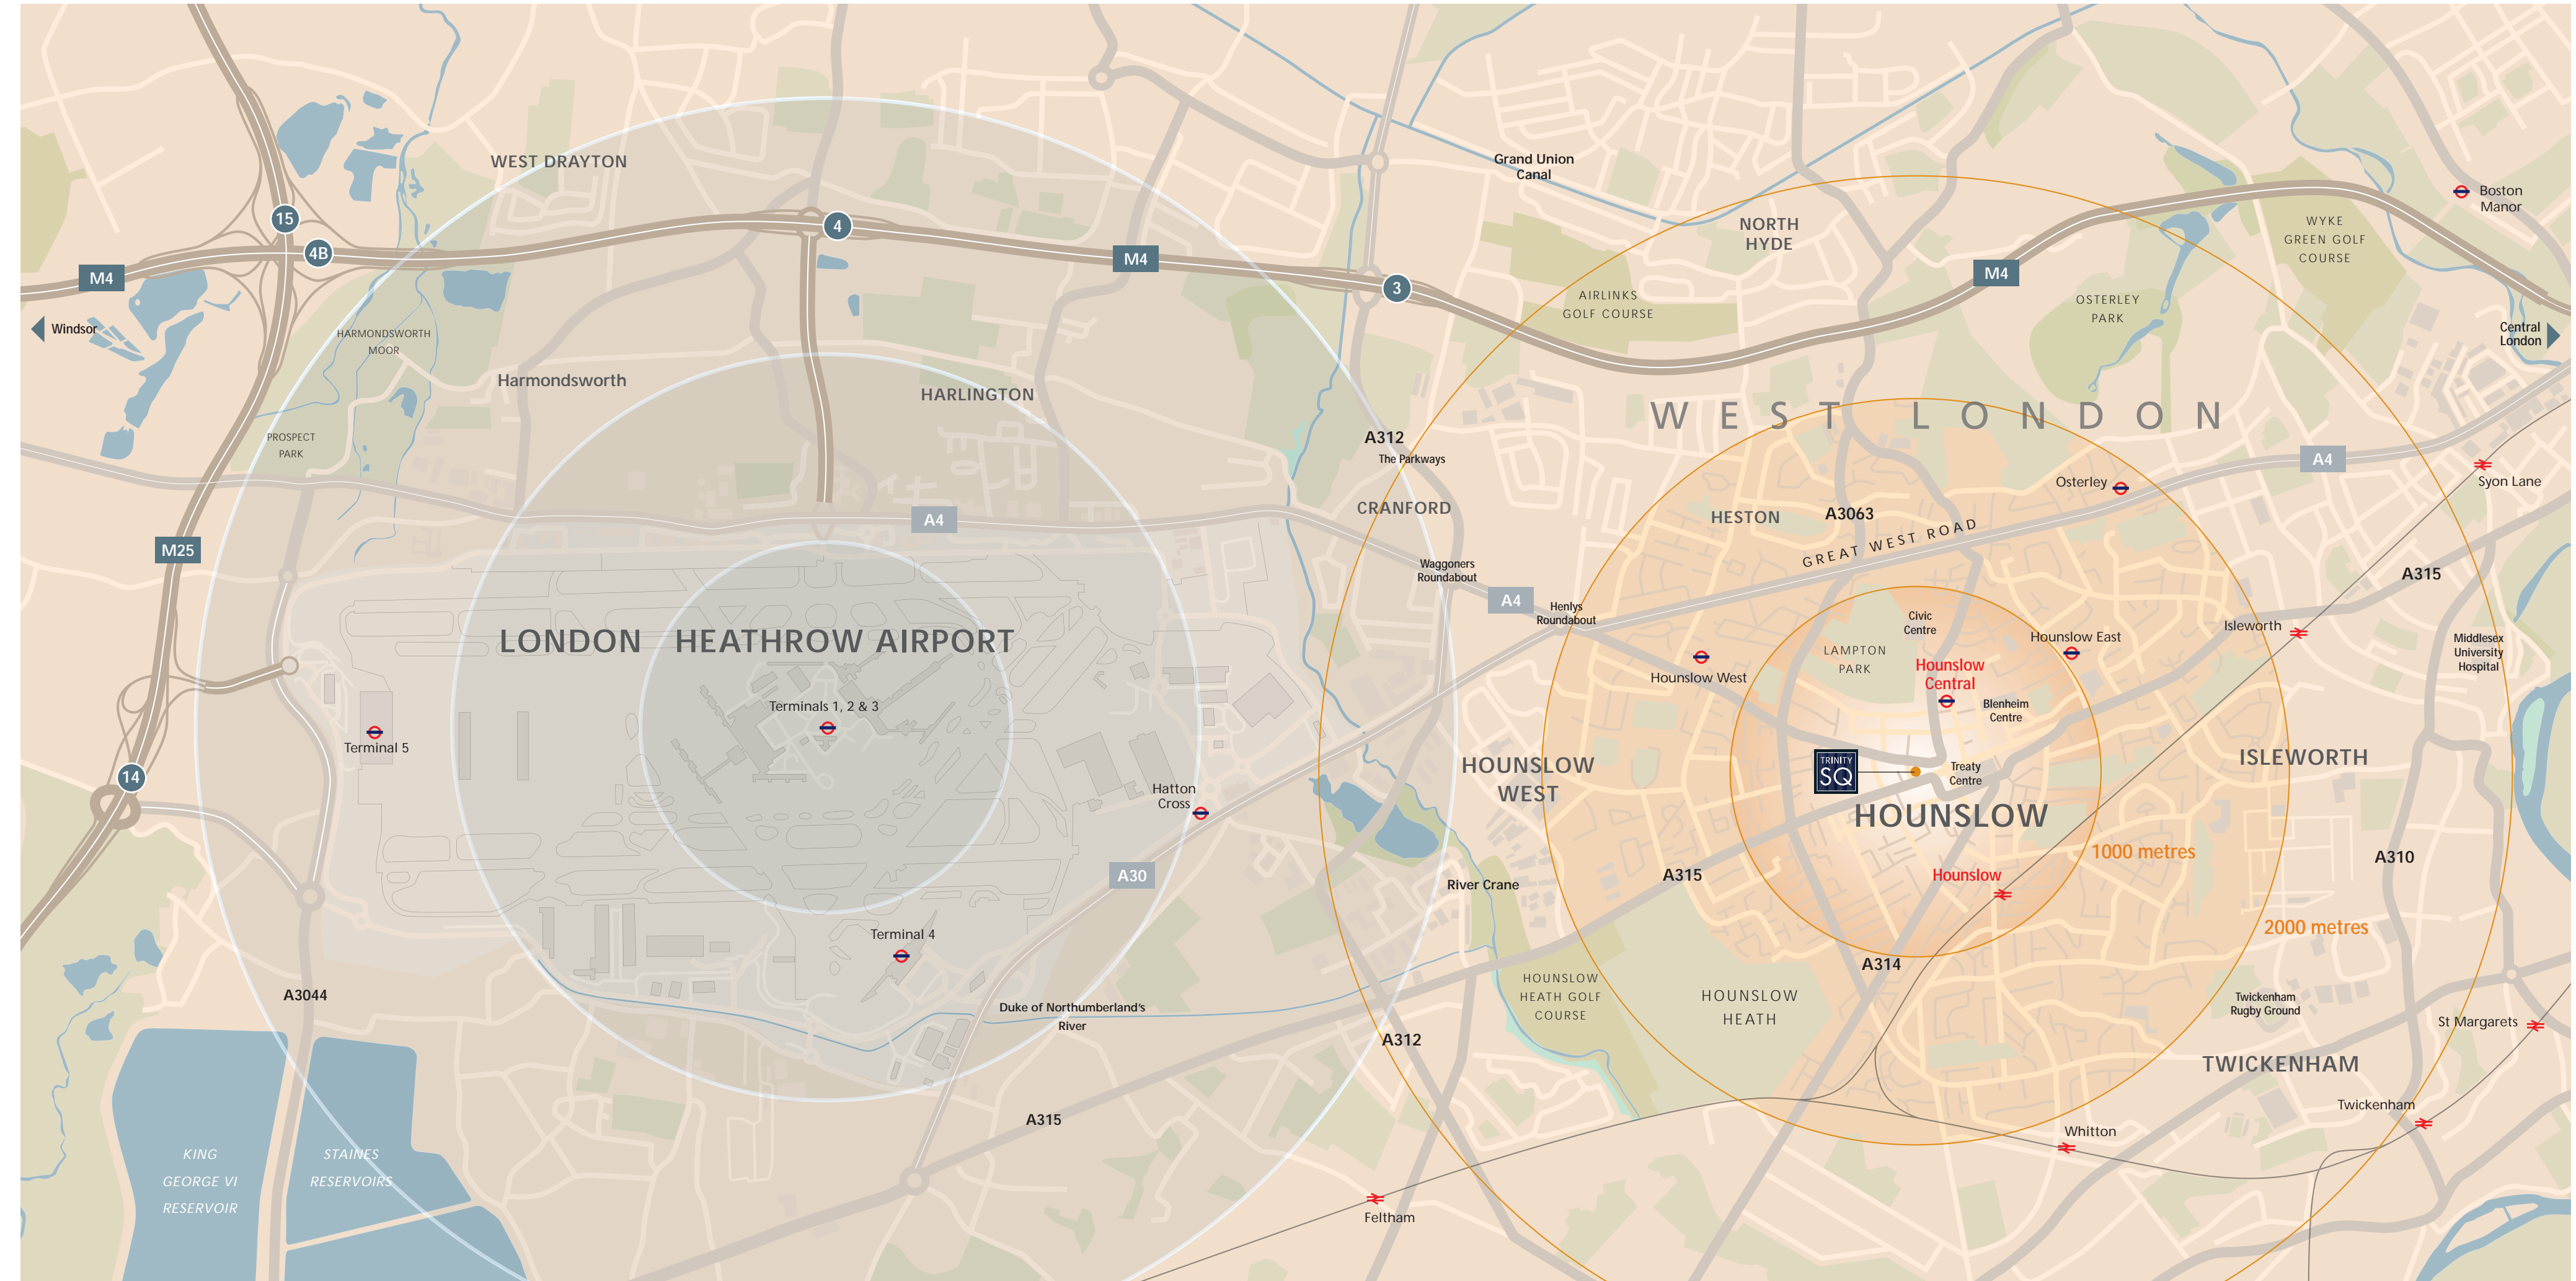 WEST DRAYTON
Grand Union
Canal
15
4B
4
M4
M4
3
NORTH
HYDE
M4
Boston
Manor
WYKE
GREEN GOLF
COURSE
AIRLINKS
GOLF COURSE
OSTERLEY
PARK
Windsor
HARMONDSWORTH
MOOR
Central
London
Harmondsworth
HARLINGTON
WEST LONDON
PROSPECT
PARK
A312
The Parkways
A4
Syon Lane
Osterley
CRANFORD
HESTON
A3063
A4
GREAT WEST ROAD
M25
Waggoners
Roundabout
A315
A4
Henlys
Roundabout
Civic
Centre
Isleworth
Hounslow East
LONDON HEATHROW AIRPORT
LAMPTON
PARK
Middlesex
University
Hospital
Hounslow West
Hounslow
Central
Terminals 1, 2 & 3
Blenheim
Centre
Terminal 5
14
HOUNSLOW
WEST
TRINITY
SQ
Treaty
Centre
ISLEWORTH
Hatton
Cross
HOUNSLOW
1000 metres
A310
A30
River Crane
A315
Hounslow
2000 metres
Terminal 4
A314
A3044
Duke of Northumberland's
River
HOUNSLOW
HEATH GOLF
COURSE
HOUNSLOW
HEATH
Twickenham
Rugby Ground
St Margarets
A312
TWICKENHAM
A315
Twickenham
Whitton
KING
GEORGE VI
RESERVOIR
STAINES
RESERVOIRS
Feltham